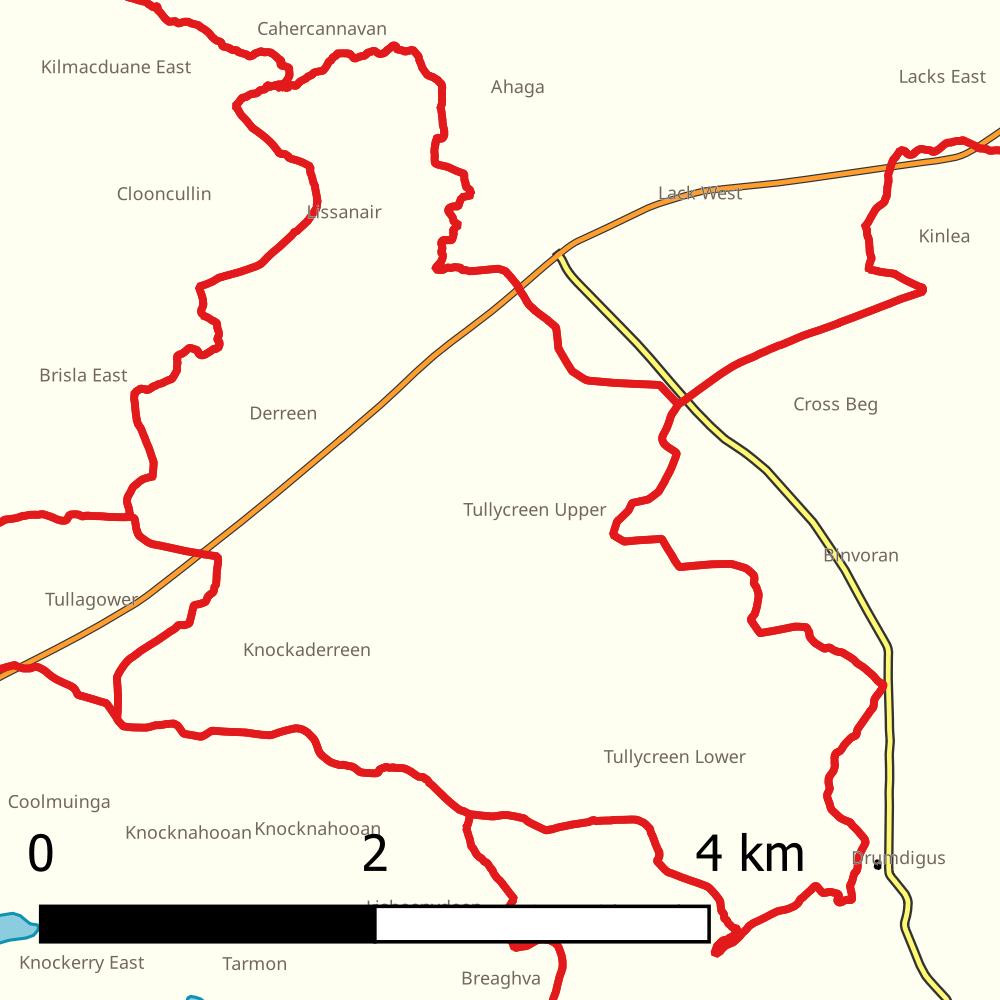 Cahercannavan
Kilmacduane East
Lacks East
Ahaga
Clooncullin
Lack West
Lissanair
Kinlea
Brisla East
Cross Beg
Derreen
Tullycreen Upper
Binvoran
Tullagower
Knockaderreen
Tullycreen Lower
Coolmuinga
Knocknahooan
Knocknahooan
0
2
4 km
Drumdigus
Knockerry East
Tarmon
Breaghva